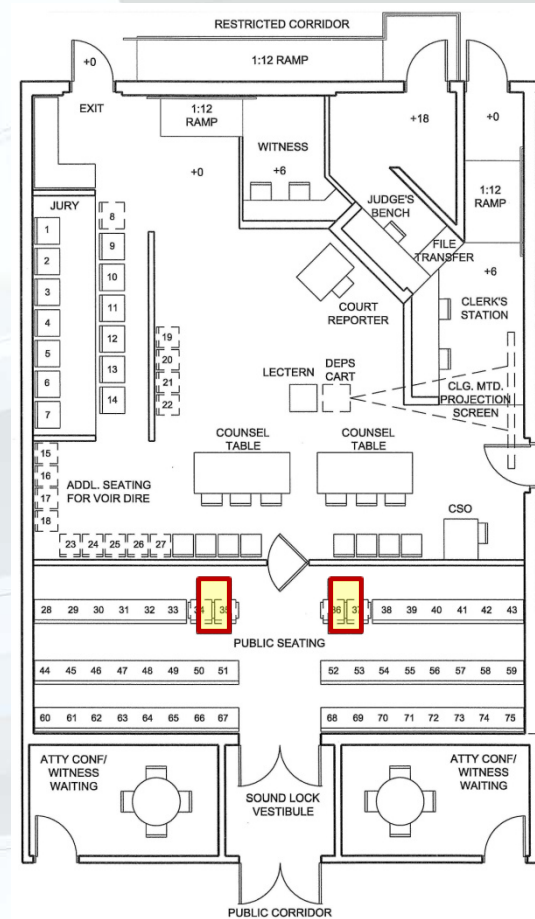 RESTRICTED CORRIDOR
+0
1:12 RAMP
EXIT
1:12
RAMP
+18
+0
WITNESS
+6
+0
JURY
8
JUDGE'S
BENCH
1:12
RAMP
1
9
2
10
FILE
TRANSFER
+6
3
11
COURT
REPORTER
CLERK'S
STATION
4
12
19
5
13
20
LECTERN
DEPS
CART
6
21
CLG. MTD.
PROJECTION
SCREEN
14
22
7
COUNSEL
TABLE
COUNSEL
TABLE
15
16
17
18
ADDL. SEATING
FOR VOIR DIRE
CSO
23 24 25 26 27
28 29 30 31 32 33 34 35 36 37 38 39 40 41 42 43
PUBLIC SEATING
44 45 46 47 48 49 50 51 52 53 54 55 56 57 58 59
60 61 62 63 64 65 66 67 68 69 70 71 72 73 74 75
ATTY CONF/
WITNESS
WAITING
ATTY CONF/
WITNESS
WAITING
SOUND LOCK
VESTIBULE
PUBLIC CORRIDOR